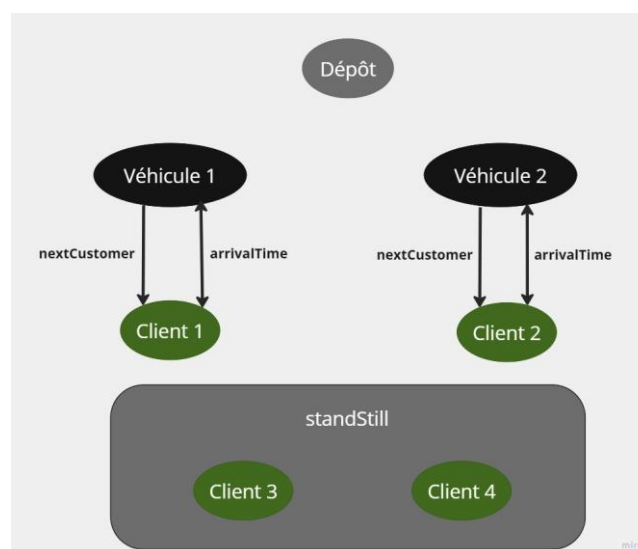 Dépôt
Véhicule 1
Véhicule 2
nextCustomer
arrivalTime
nextCustomer
arrivalTime
Client 1
Client 2
standStill
Client 3
Client 4